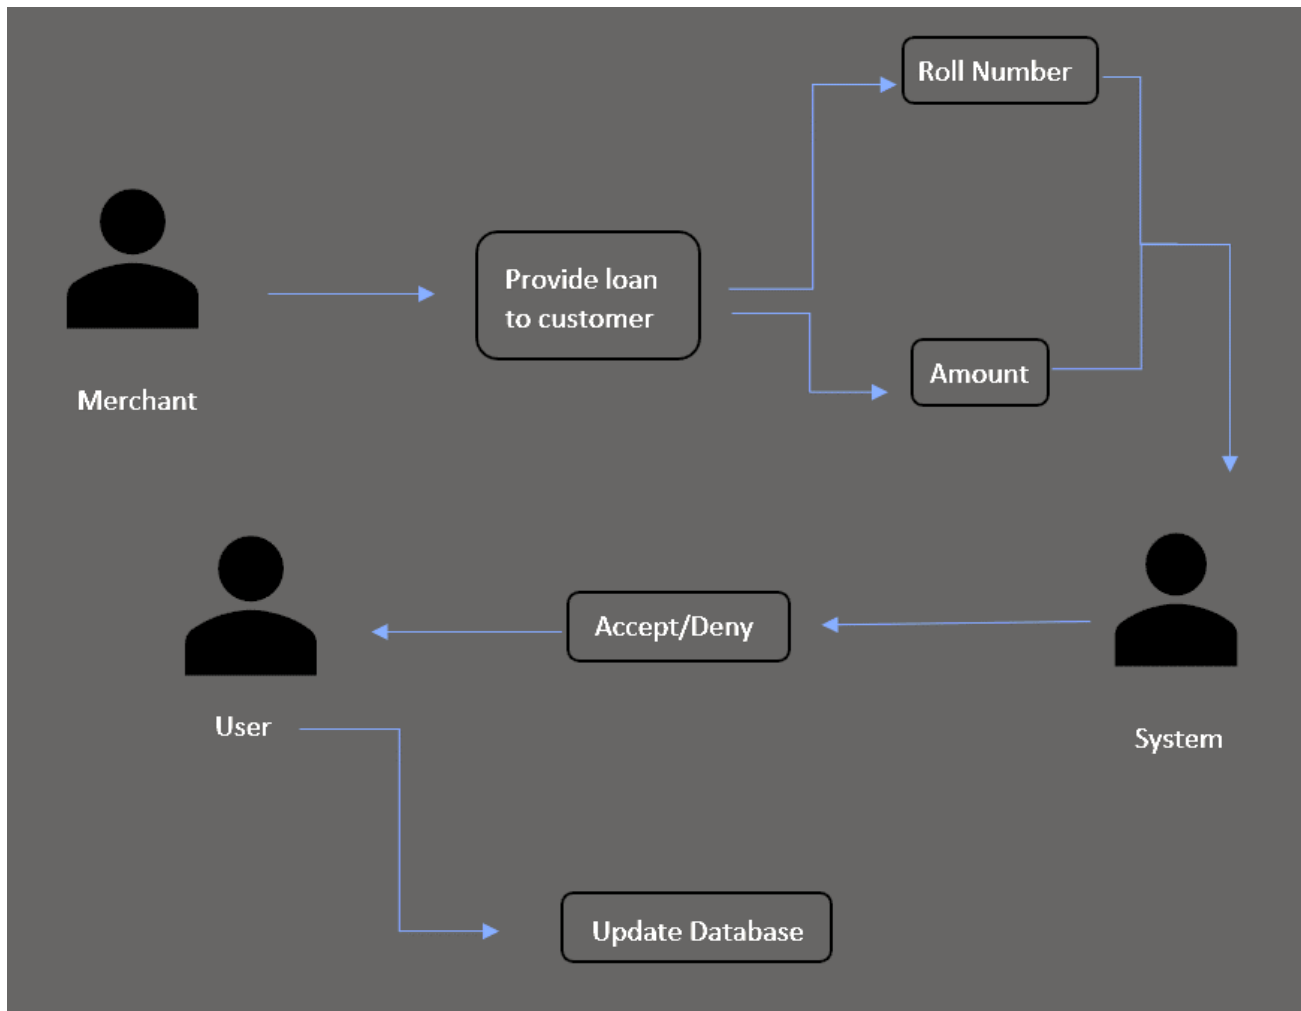 Roll Number
Provide loan
to customer
Amount
Merchant
Accept/Deny
User
System
Update Database